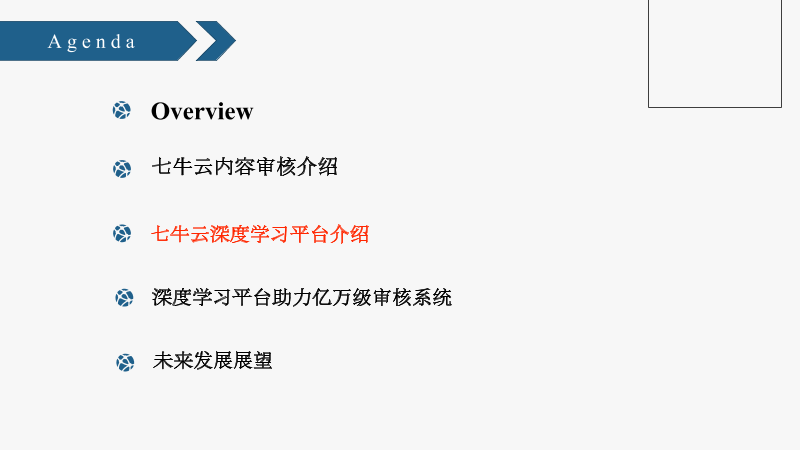 Agenda
Overview
七牛云内容审核介绍
七牛云深度学习平台介绍
深度学习平台助力亿万级审核系统
未来发展展望